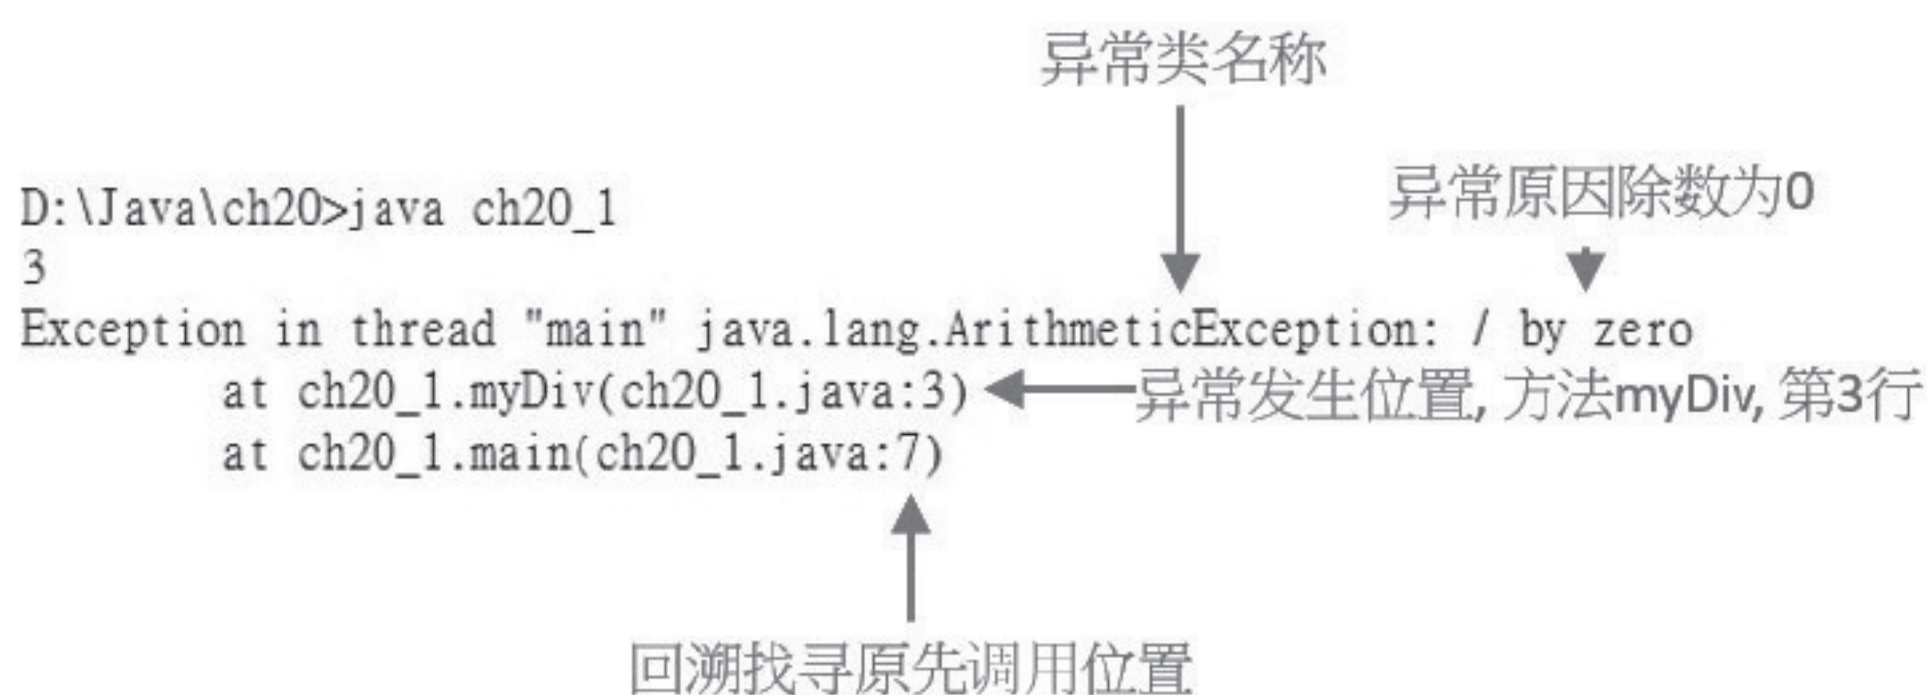 异常类名称
异常原因除数为0
D:\Java\ch20>java ch20_1
3
Exception in thread "main" java.lang.ArithmeticException: / by zero
at ch20_1.myDiv(ch20_1.java:3) 异常发生位置, 方法myDiv, 第3行
at ch20_1.main(ch20_1.java:7)
回溯找寻原先调用位置